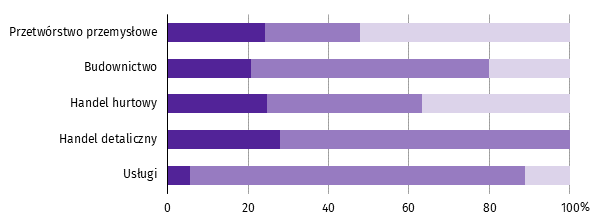 Przetwórstwo przemysłowe
Budownictwo
Handel hurtowy
Handel detaliczny
Usługi
0 20 40 60 80 100%